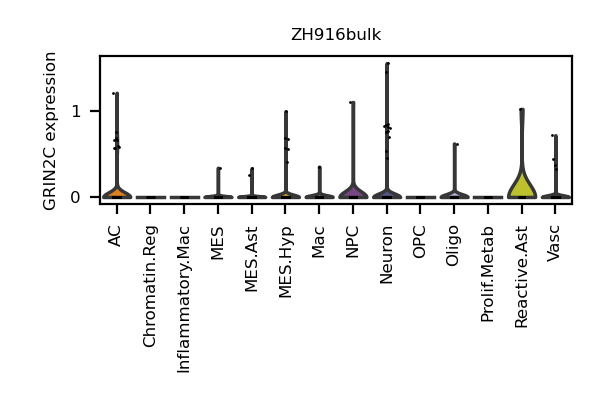 ZH916bulk
GRIN2C expression
1
0
AC
Chromatin.Reg
Inflammatory.Mac
MES
MES.Ast
MES.Hyp
Mac
NPC
Neuron
OPC
Oligo
Prolif.Metab
Reactive.Ast
Vasc